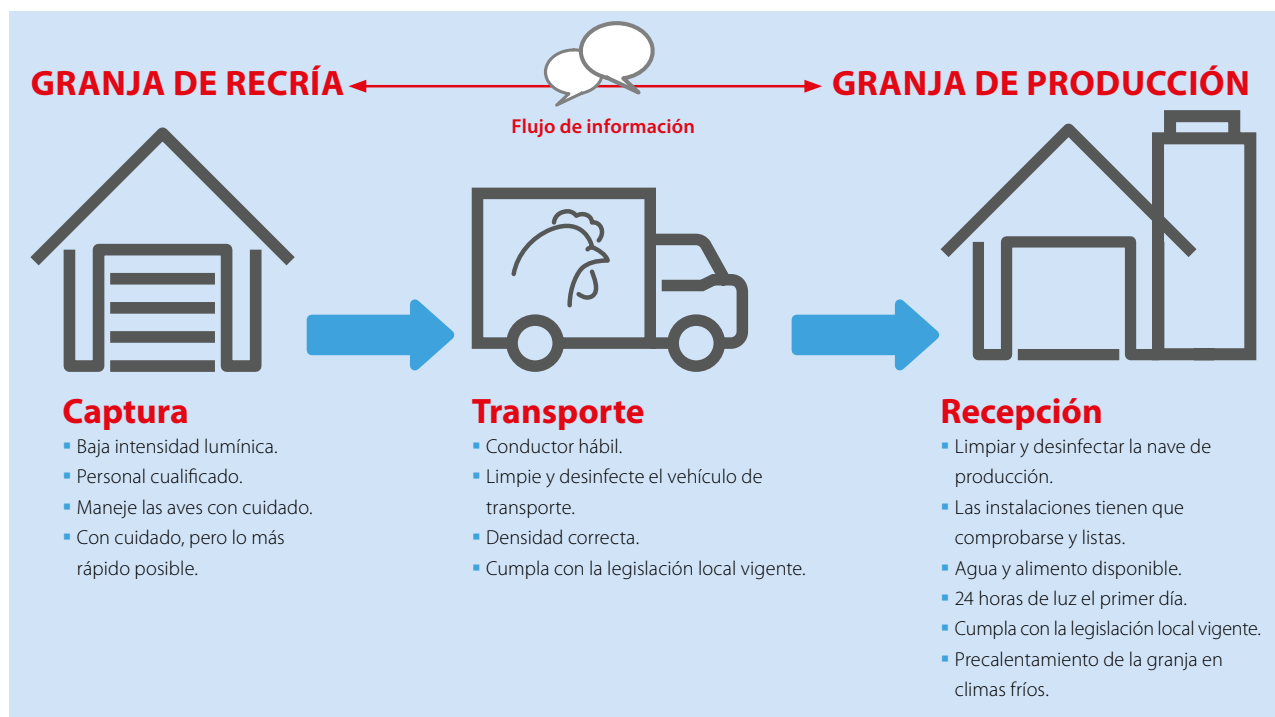 GRANJA DE RECRÍA
GRANJA DE PRODUCCIÓN
Flujo de información
Captura
▪ Baja intensidad lumínica.
▪ Personal cualificado.
▪ Maneje las aves con cuidado.
▪ Con cuidado, pero lo más
rápido posible.
Transporte
▪ Conductor hábil.
▪ Limpie y desinfecte el vehículo de
transporte.
▪ Densidad correcta.
▪ Cumpla con la legislación local vigente.
Recepción
▪ Limpiar y desinfectar la nave de
producción.
▪ Las instalaciones tienen que
comprobarse y listas.
▪ Agua y alimento disponible.
▪ 24 horas de luz el primer día.
▪ Cumpla con la legislación local vigente.
▪ Precalentamiento de la granja en
climas fríos.